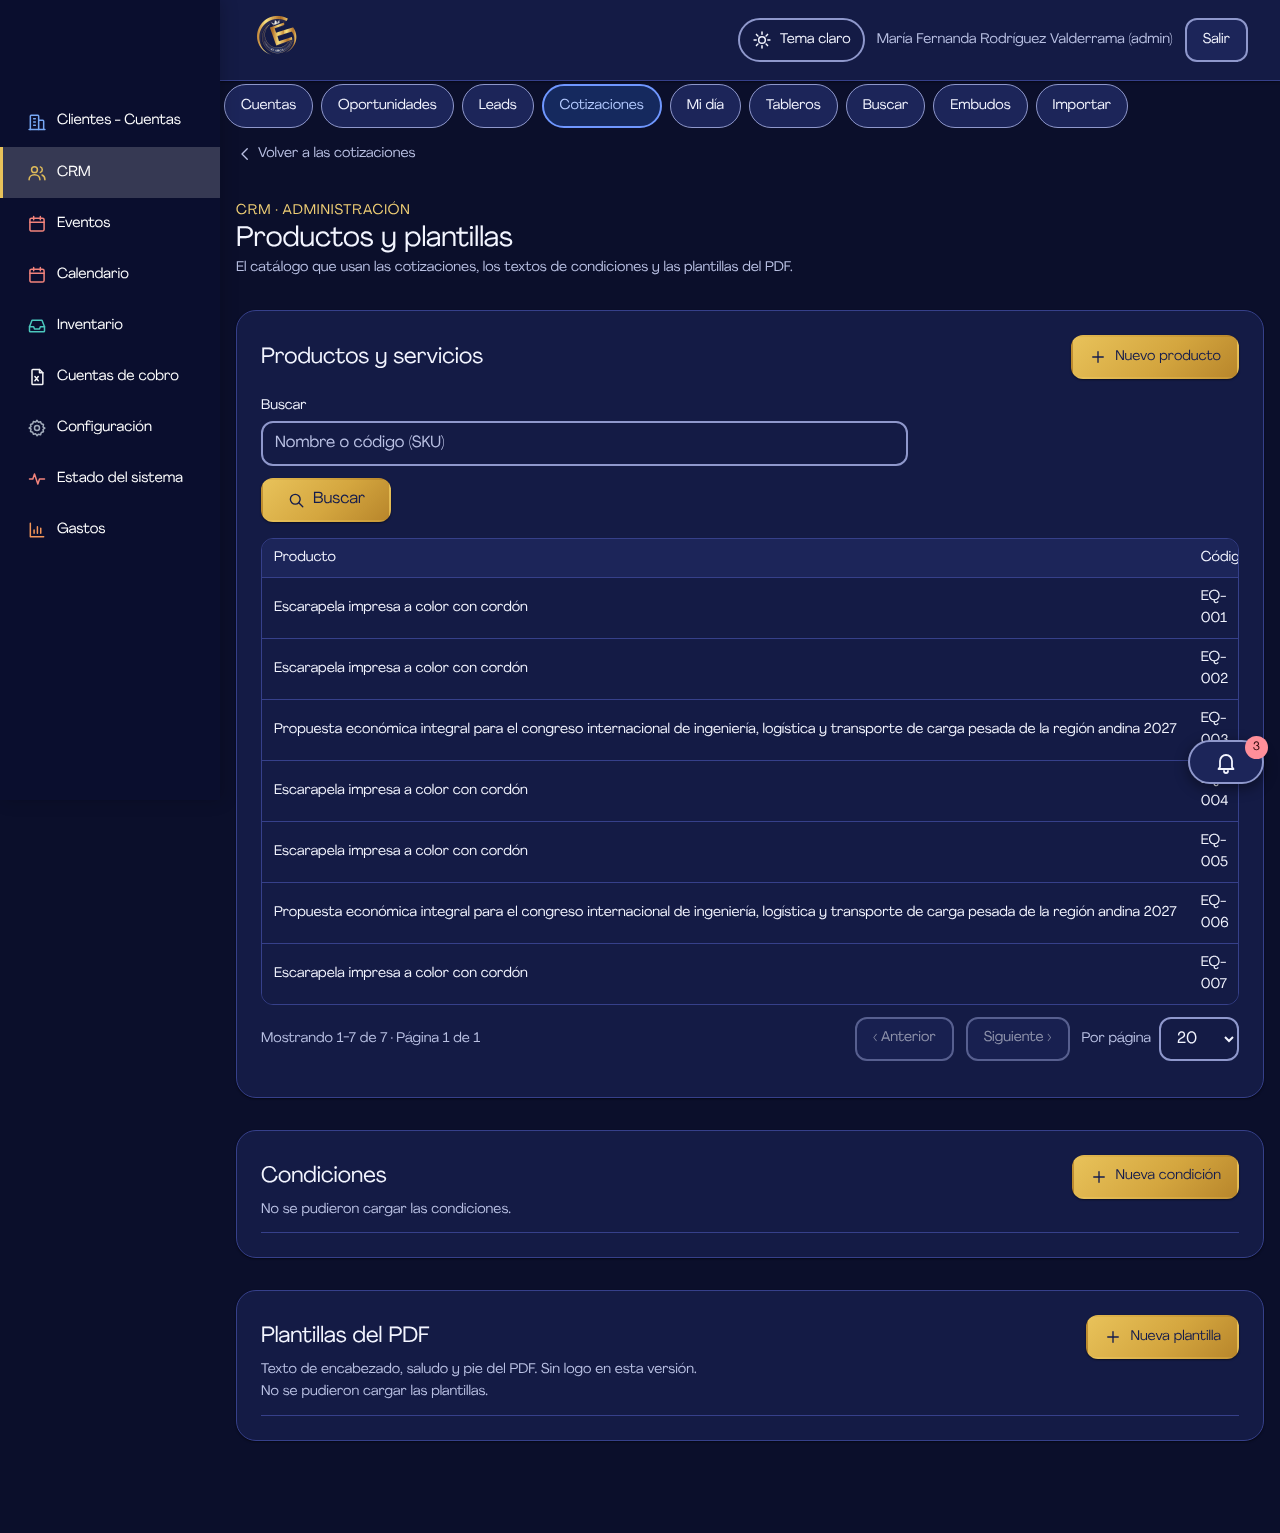 Tema claro
María Fernanda Rodríguez Valderrama (admin)
Salir
Clientes - Cuentas
CRM
Eventos
Calendario
Inventario
Cuentas de cobro
Configuración
Estado del sistema
Gastos
Cuentas
Oportunidades
Leads
Cotizaciones
Mi día
Tableros
Buscar
Embudos
Importar
Volver a las cotizaciones
CRM · ADMINISTRACIÓN
Productos y plantillas
El catálogo que usan las cotizaciones, los textos de condiciones y las plantillas del PDF.
Productos y servicios
Nuevo producto
Buscar
Nombre o código (SKU)
Buscar
Producto
Escarapela impresa a color con cordón
EQ-
001
Escarapela impresa a color con cordón
EQ-
002
Propuesta económica integral para el congreso internacional de ingeniería, logística y transporte de carga pesada de la región andina 2027
EQ-
3
Escarapela impresa a color con cordón
004
Escarapela impresa a color con cordón
EQ-
005
Propuesta económica integral para el congreso internacional de ingeniería, logística y transporte de carga pesada de la región andina 2027
EQ-
006
Escarapela impresa a color con cordón
EQ-
007
Mostrando 1-7 de 7 · Página 1 de 1
‹ Anterior
Siguiente ›
Por página
20
Condiciones
Nueva condición
No se pudieron cargar las condiciones.
Plantillas del PDF
Nueva plantilla
Texto de encabezado, saludo y pie del PDF. Sin logo en esta versión.
No se pudieron cargar las plantillas.